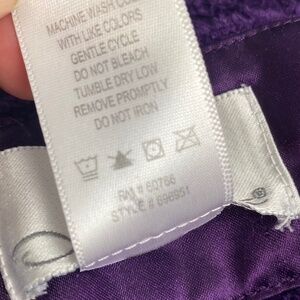 MACHINE WASH COLD
WITH LIKE COLORS
GENTLE CYCLE
DO NOT BLEACH
TUMBLE DRY LOW
REMOVE PROMPTLY
DO NOT IRON
RN # 60766
STYLE # 696951